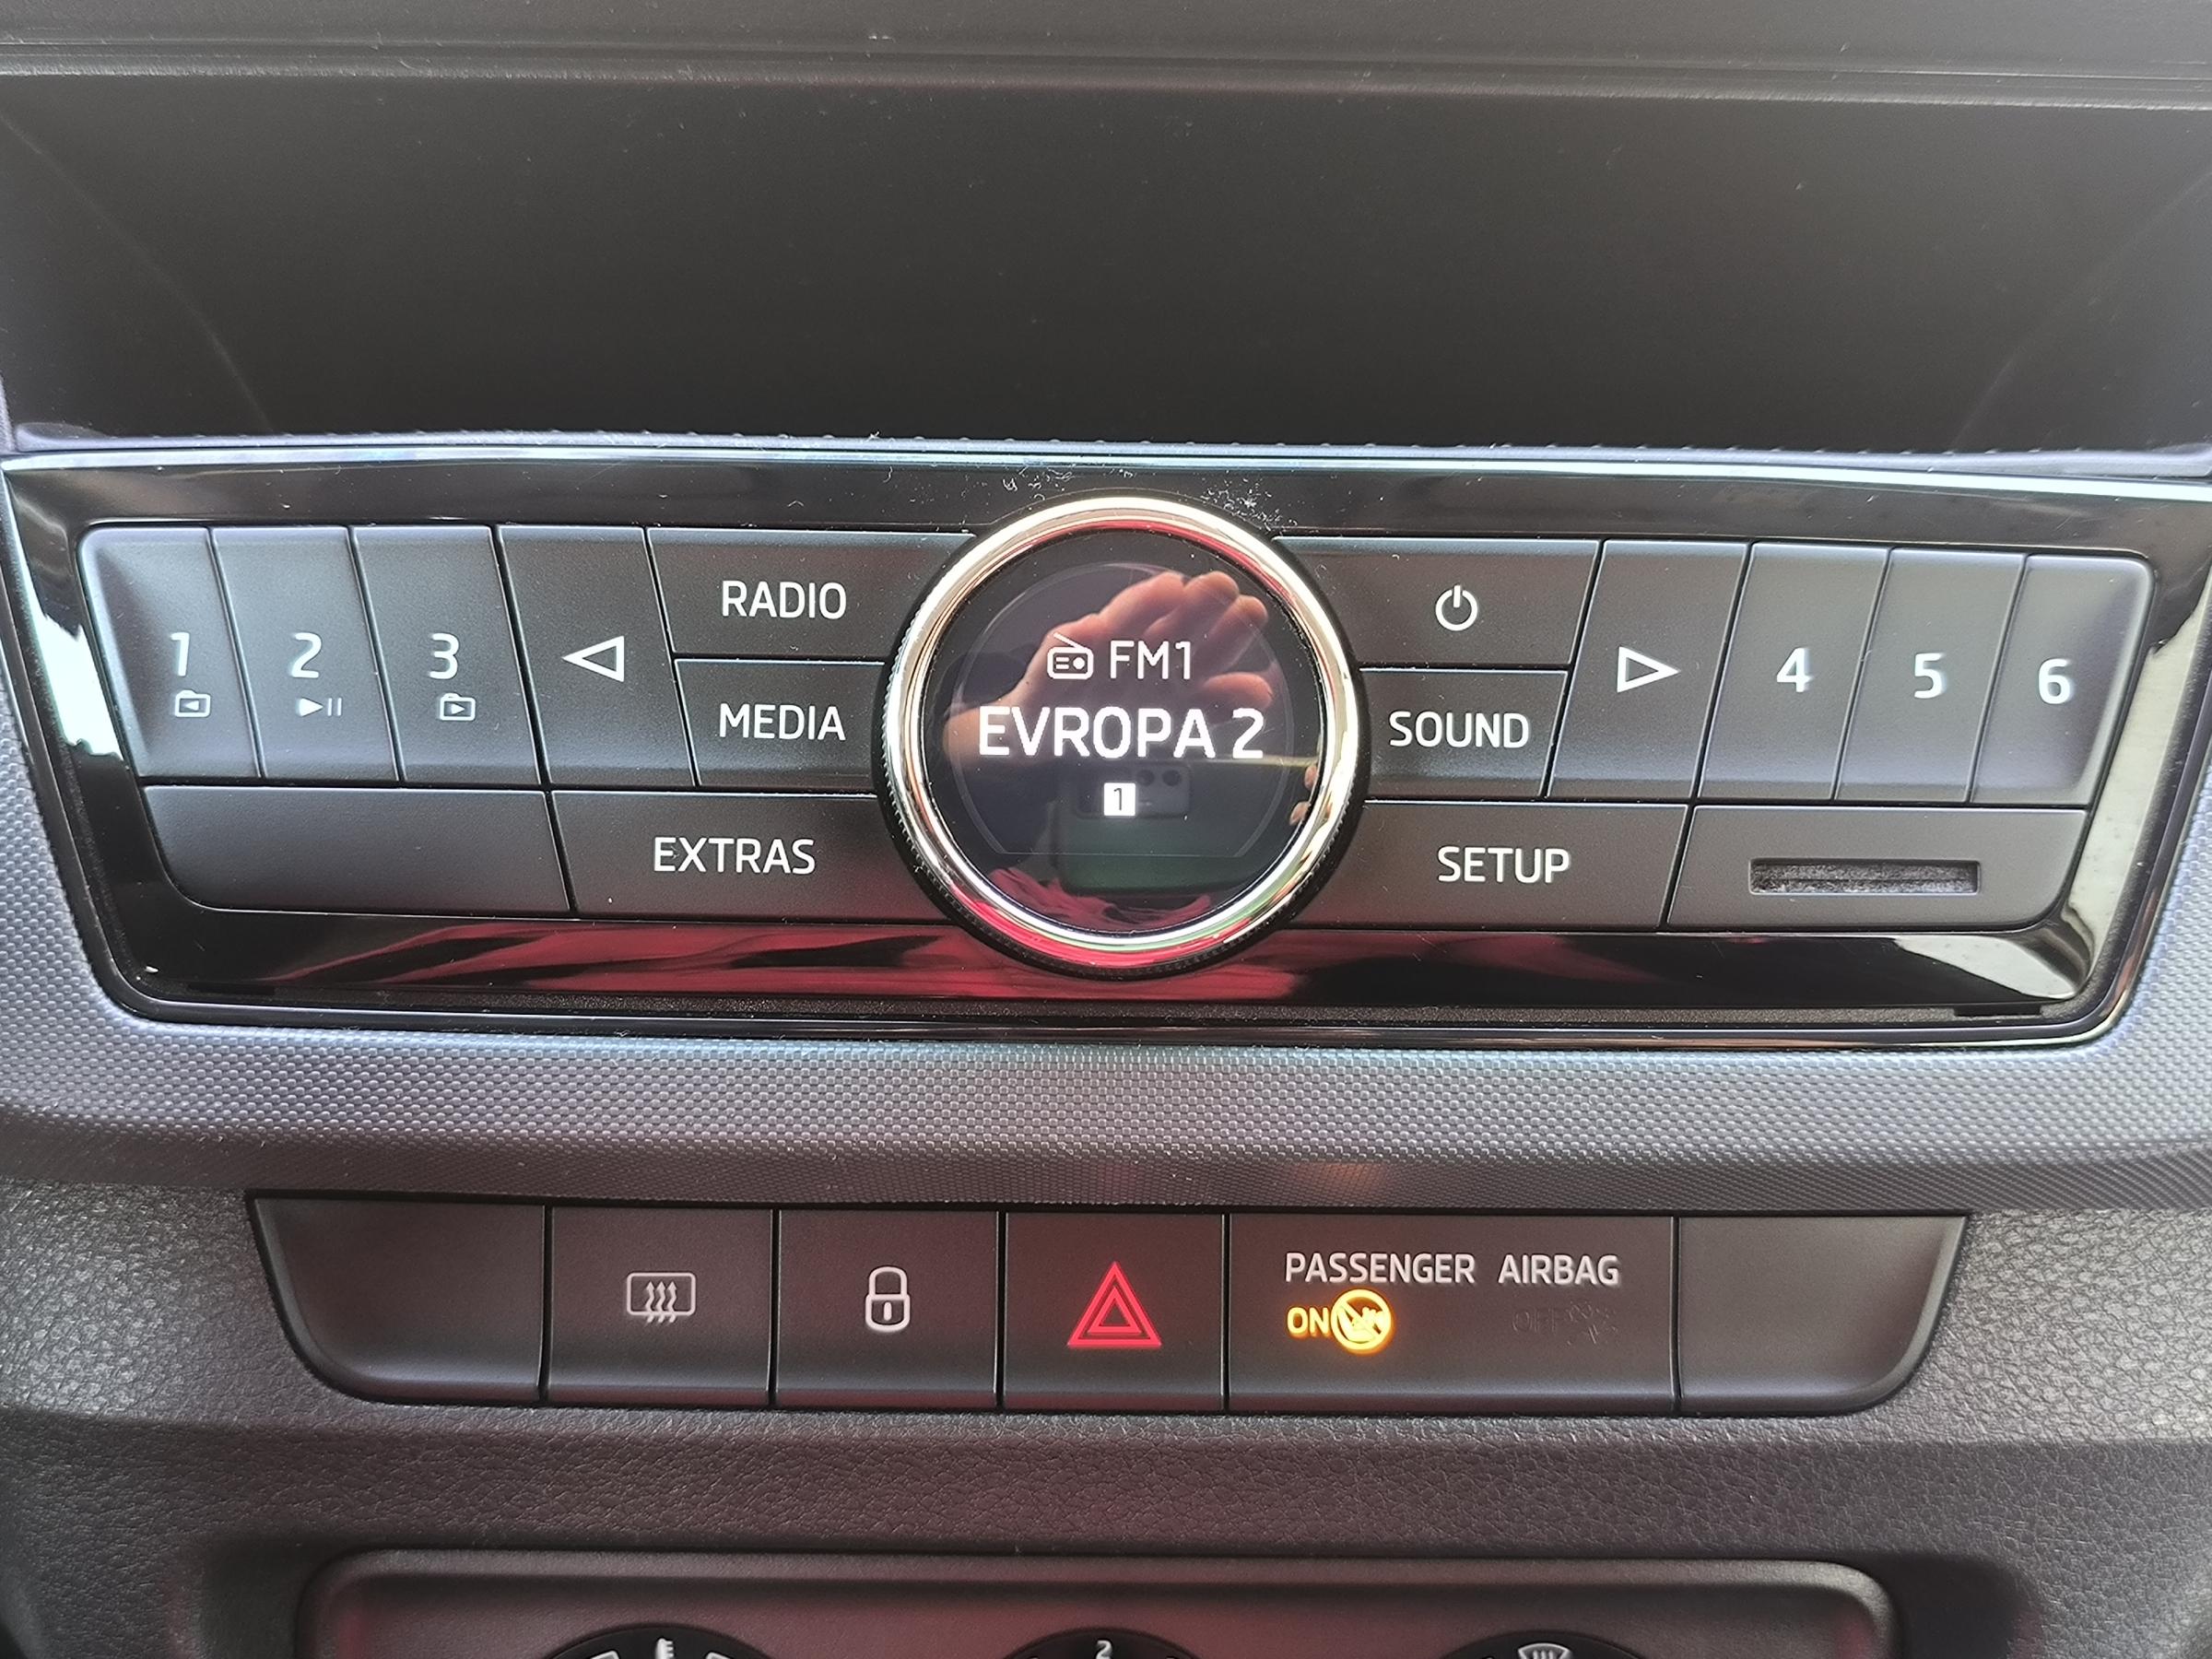 RADIO
1 2 3
MEDIA
EXTRAS
FM1
EVROPA 2
1
SOUND
4 5 6
SETUP
PASSENGER AIRBAG
ON OFF
2